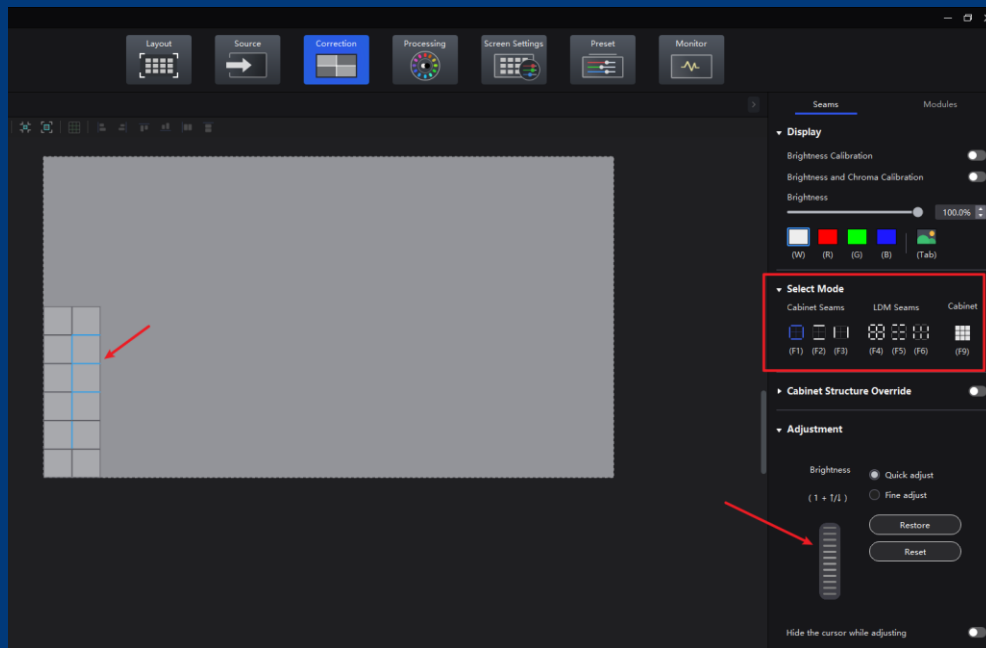 Layout
Source
Correction
Processing
Screen Settings
Preset
Monitor
Seams
Modules
Display
Brightness Calibration
Brightness and Chroma Calibration
Brightness
100.0%
(W)
(R)
(G)
(B)
(Tab)
Select Mode
Cabinet Seams
LDM Seams
Cabinet
(F1)
(F2)
(F3)
(F4)
(F5)
(F6)
(F9)
Cabinet Structure Override
Adjustment
Brightness
Quick adjust
( 1 + ↑/↓ )
Fine adjust
Restore
Reset
Hide the cursor while adjusting